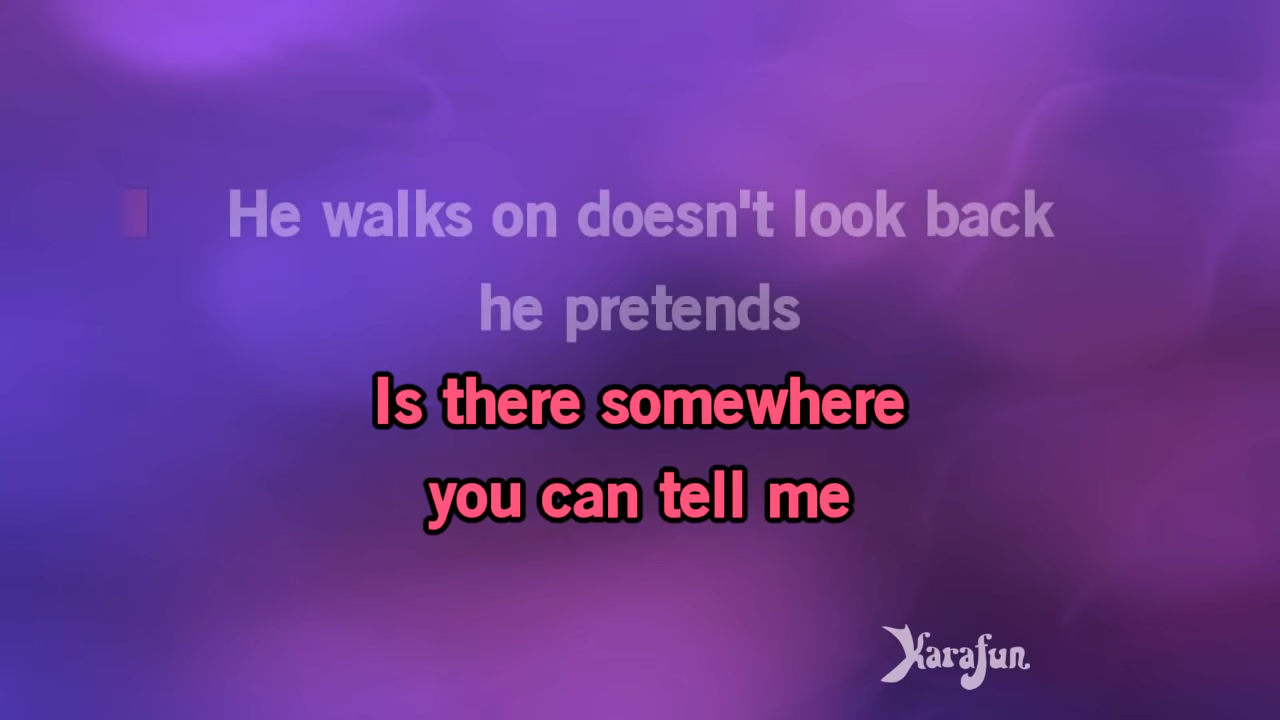 He walks on doesn't look back
he pretends
Is there somewhere
you can tell me
Karafun